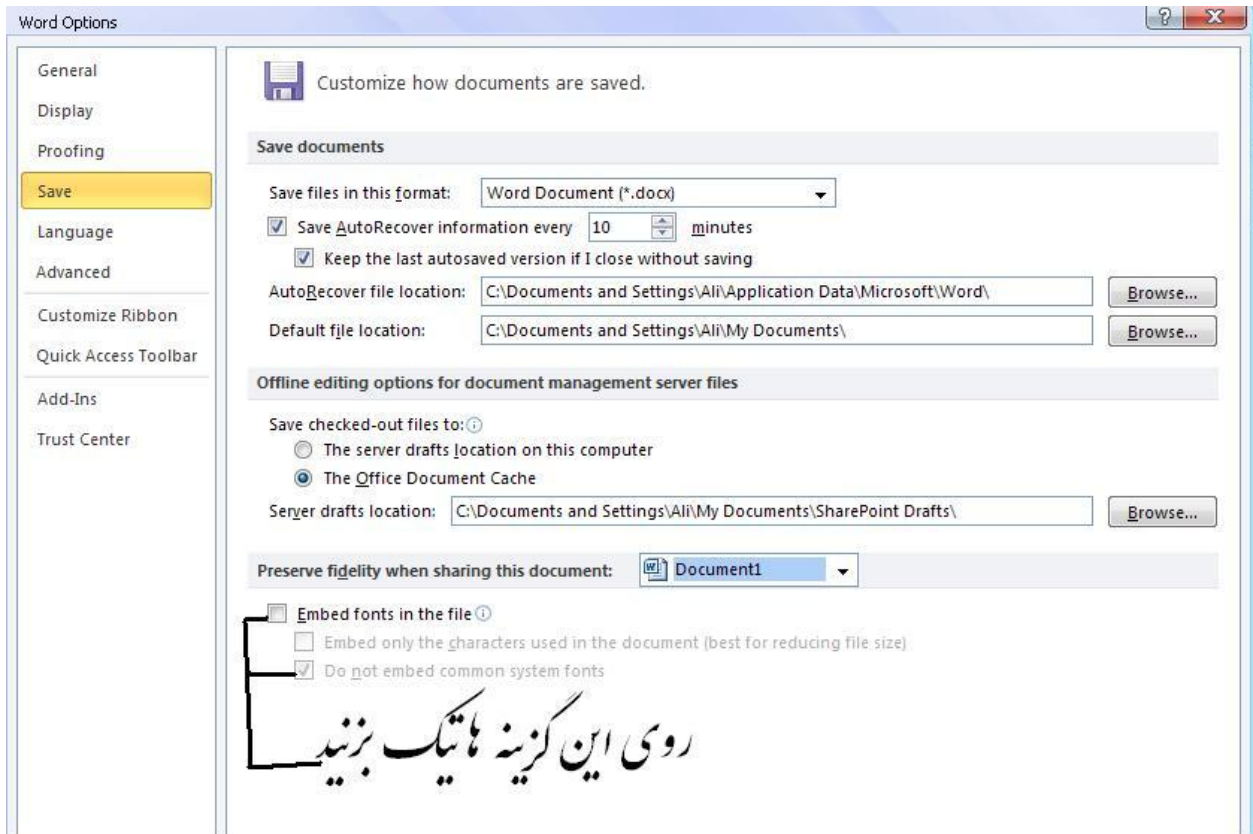 Word Options
General
Display
Proofing
Save
Language
Advanced
Customize Ribbon
Quick Access Toolbar
Add-Ins
Trust Center
Customize how documents are saved.
Save documents
Save files in this format: Word Document (*.docx)
Save AutoRecover information every 10 minutes
Keep the last autosaved version if I close without saving
AutoRecover file location: C:\Documents and Settings\Ali\Application Data\Microsoft\Word\ Browse...
Default file location: C:\Documents and Settings\Ali\My Documents\ Browse...
Offline editing options for document management server files
Save checked-out files to:
The server drafts location on this computer
The Office Document Cache
Server drafts location: C:\Documents and Settings\Ali\My Documents\SharePoint Drafts\ Browse...
Preserve fidelity when sharing this document: Document1
Embed fonts in the file
Embed only the characters used in the document (best for reducing file size)
Do not embed common system fonts
روی این گزینه ها تیک بزنید